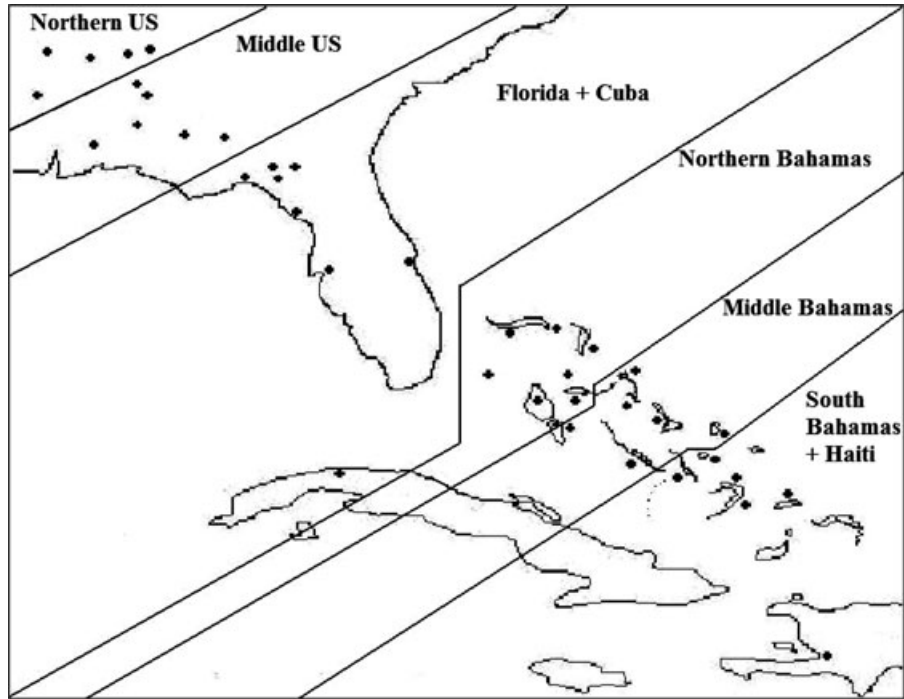 Northern US
Middle US
Florida + Cuba
Northern Bahamas
Middle Bahamas
South
Bahamas
+ Haiti